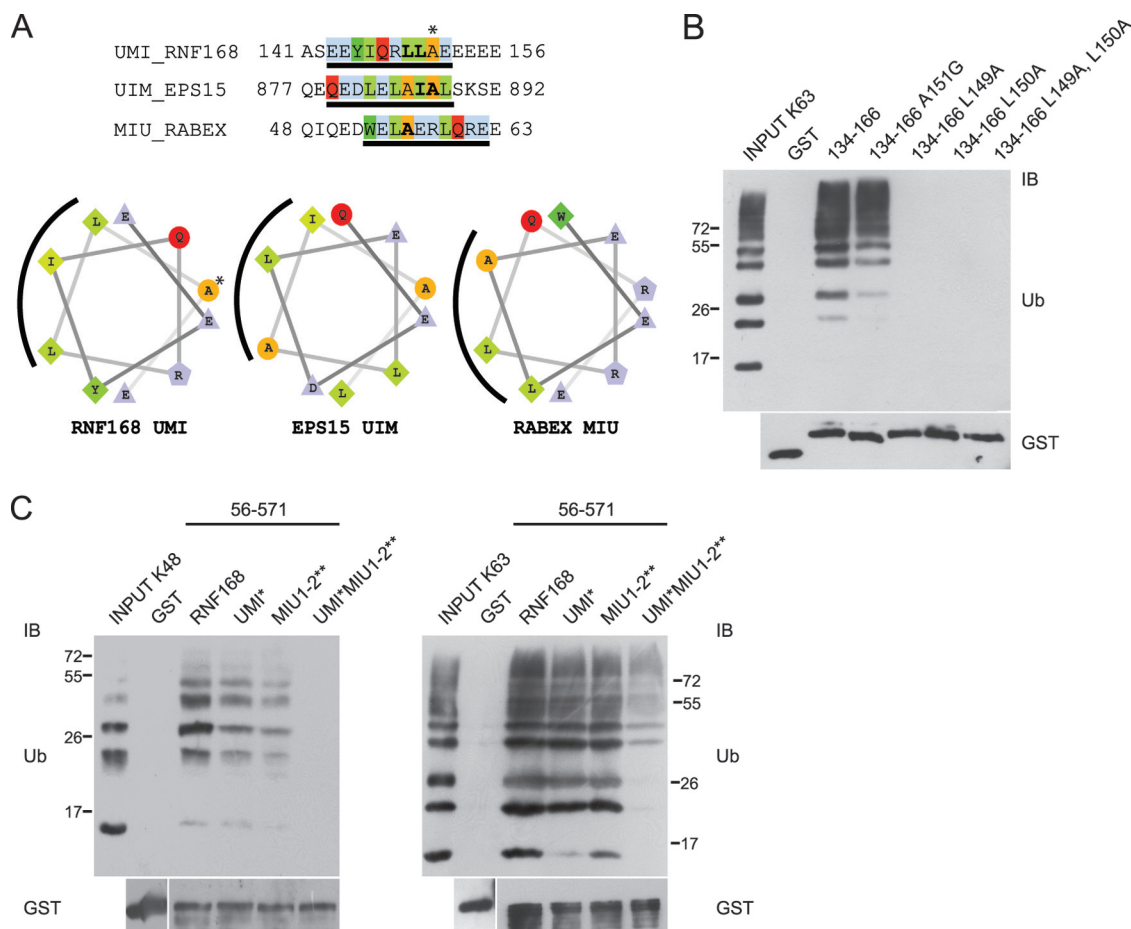 A
*
UMI_RNF168 141 ASEEYIQRLLAEEEEE 156
UIM_EPS15 877 QEQEDLELAIALSKSE 892
MIU_RABEX 48 QIQEDWELAERLQREE 63
L E Q I A * E L R Y E
RNF168 UMI
I Q L E A E A L D L
EPS15 UIM
Q W A E R E L R L E
RABEX MIU
B
INPUT K63
GST
134-166
134-166 A151G
134-166 L149A
134-166 L150A
134-166 L149A, L150A
IB
72
55
26
17
Ub
GST
C
56-571
INPUT K48
GST
RNF168
UMI*
MIU1-2**
UMI*MIU1-2**
IB
72
55
26
17
Ub
GST
56-571
INPUT K63
GST
RNF168
UMI*
MIU1-2**
UMI*MIU1-2**
IB
72
55
26
17
Ub
GST